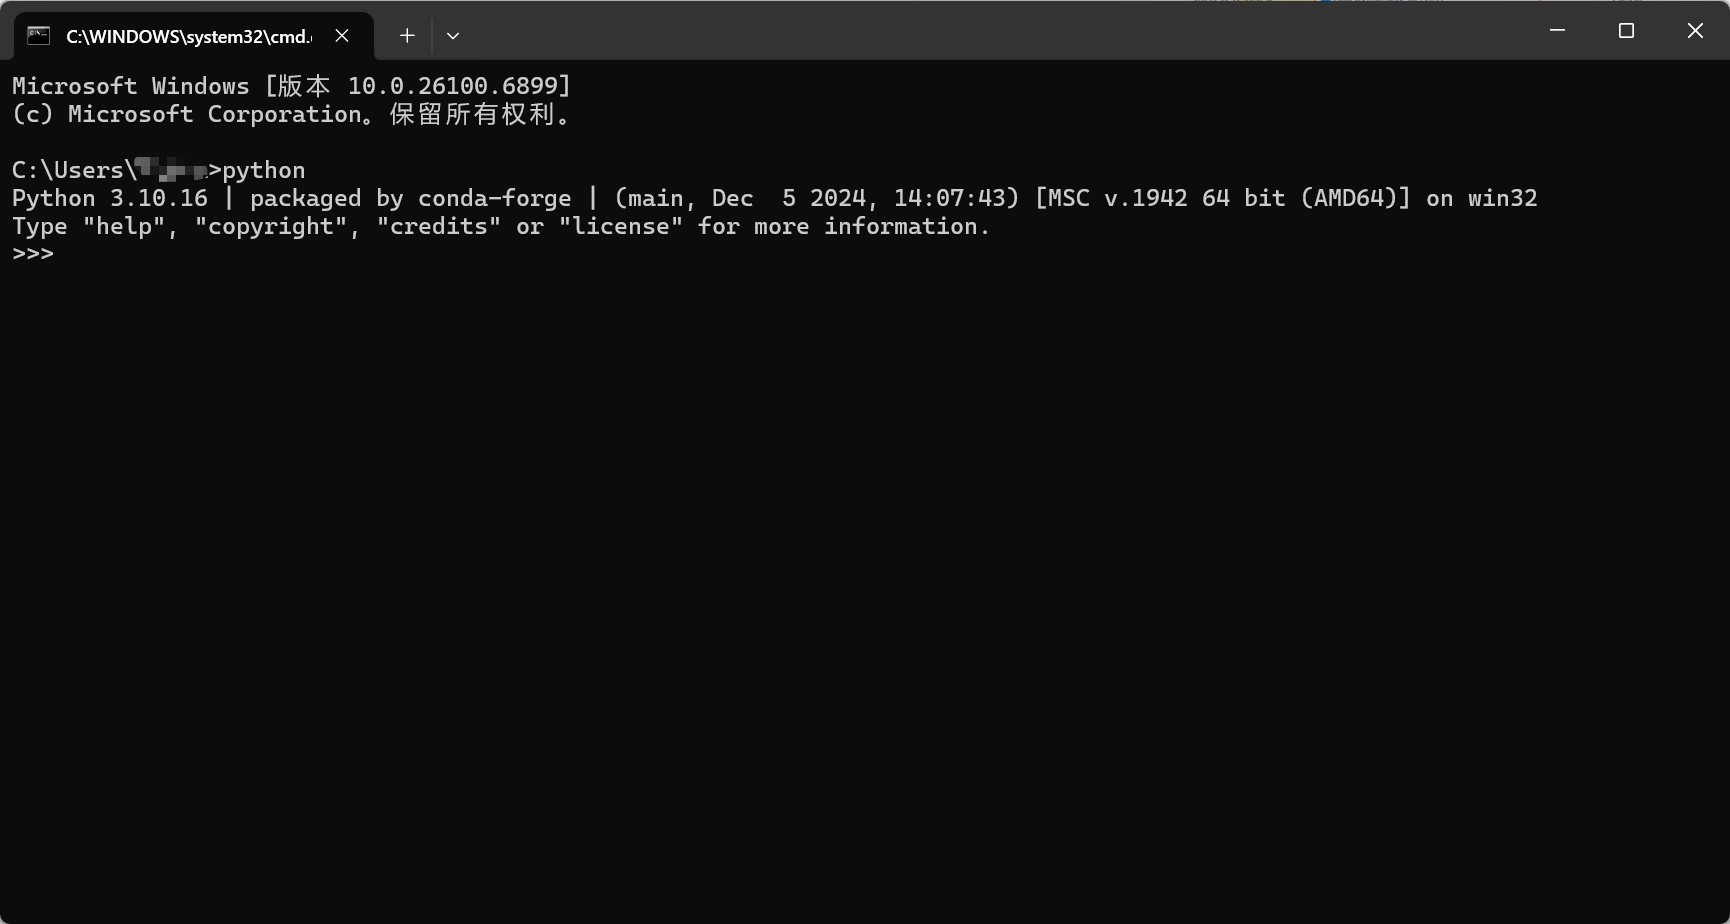 C:\WINDOWS\system32\cmd.
Microsoft Windows [版本 10.0.26100.6899]
(c) Microsoft Corporation。保留所有权利。
C:\Users\ >python
Python 3.10.16 | packaged by conda-forge | (main, Dec  5 2024, 14:07:43) [MSC v.1942 64 bit (AMD64)] on win32
Type "help", "copyright", "credits" or "license" for more information.
>>>